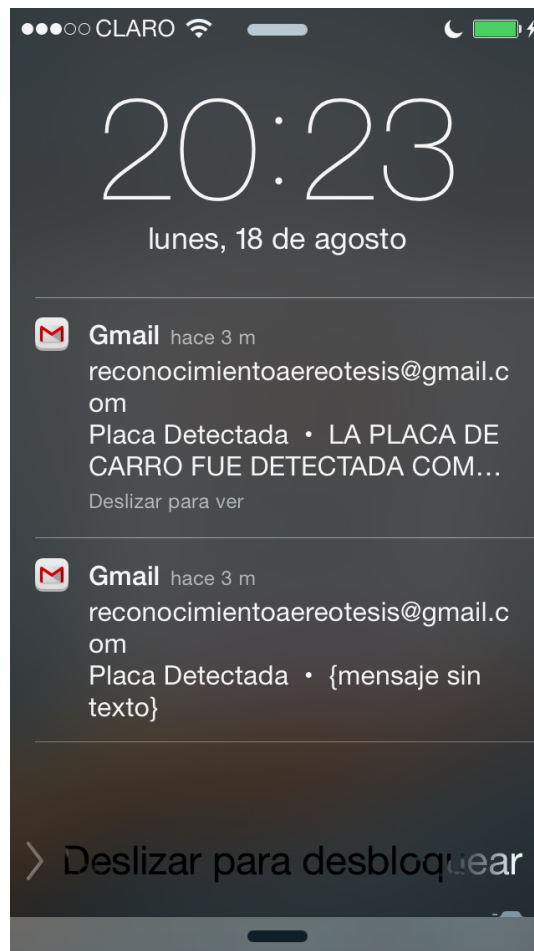 CLARO
20:23
lunes, 18 de agosto
Gmail hace 3 m
reconocimientoaereotesis@gmail.c
om
Placa Detectada • LA PLACA DE
CARRO FUE DETECTADA COM...
Deslizar para ver
Gmail hace 3 m
reconocimientoaereotesis@gmail.c
om
Placa Detectada • {mensaje sin
texto}
Deslizar para desbloquear